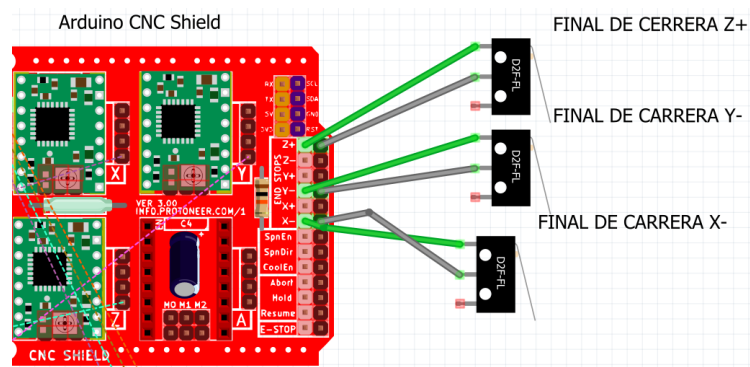 Arduino CNC Shield
FINAL DE CERRERA Z+
D2F-FL
FINAL DE CARRERA Y-
D2F-FL
FINAL DE CARRERA X-
D2F-FL
RX SCL
TX SDA
5V GND
3V3 RST
END STOPS
Z+
Z-
Y+
Y-
X+
X-
SpnEn
SpnDir
CoolEn
Abort
Hold
Resume
E-STOP
X
Y
VER 3.00
INFO.PROTONEER.COM/1
EN
C4
M0 M1 M2
Z
A
CNC SHIELD